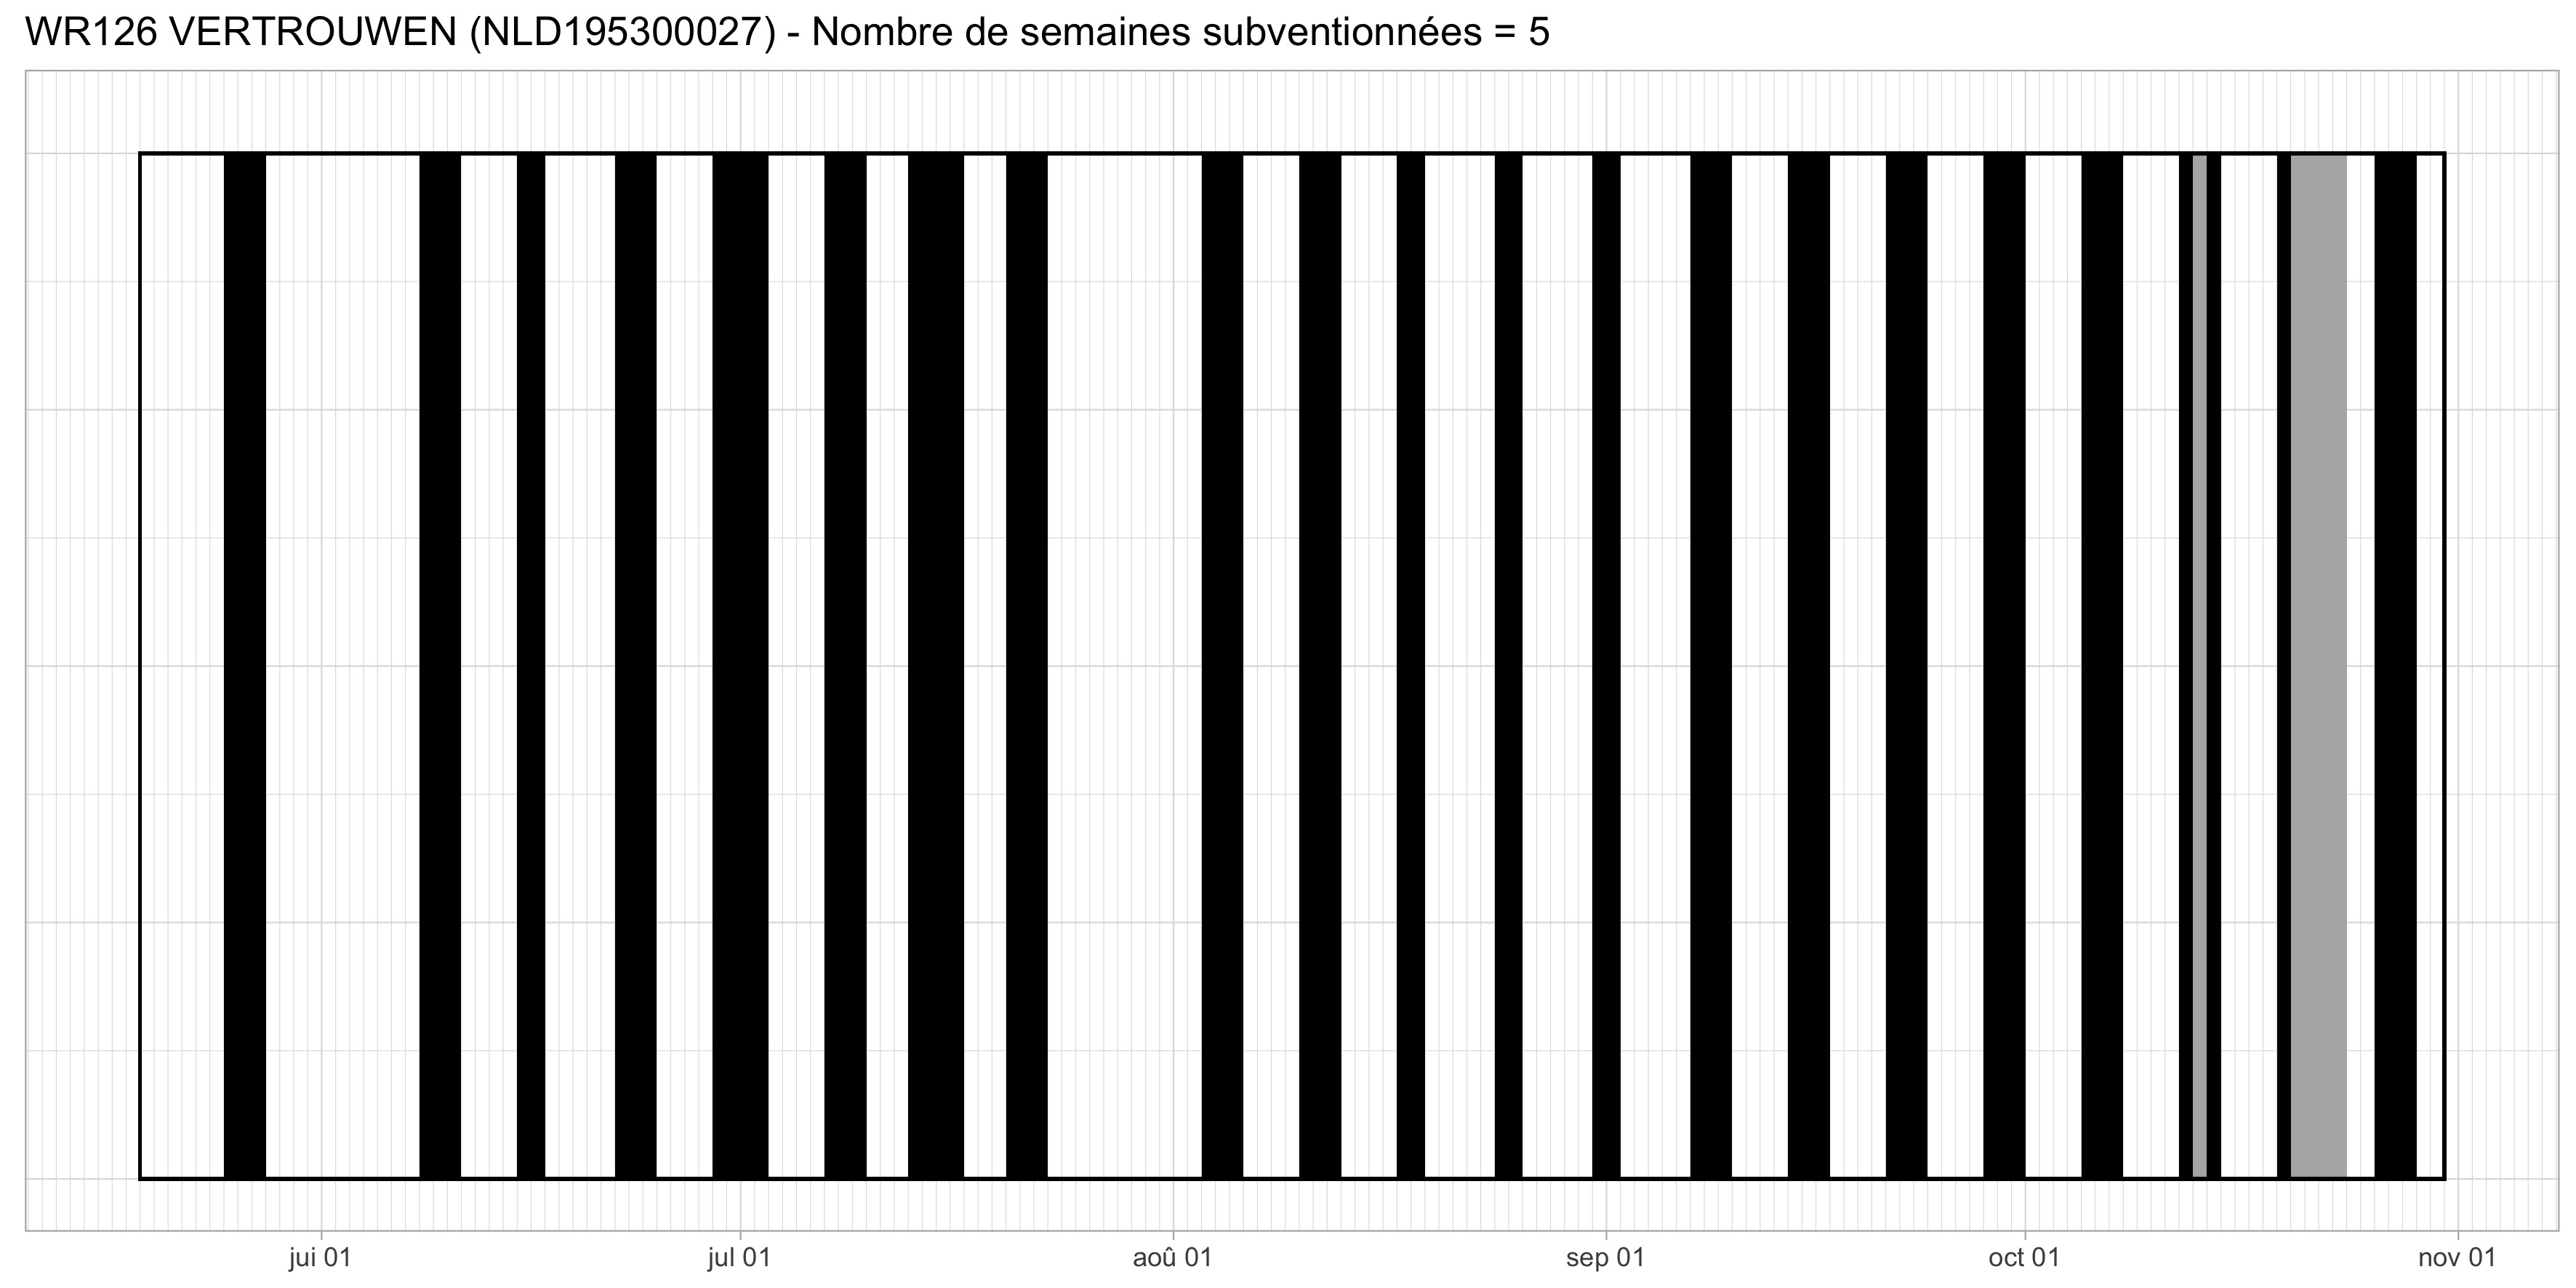 WR126 VERTROUWEN (NLD195300027) - Nombre de semaines subventionnées = 5
jui 01 jul 01 aoû 01 sep 01 oct 01 nov 01